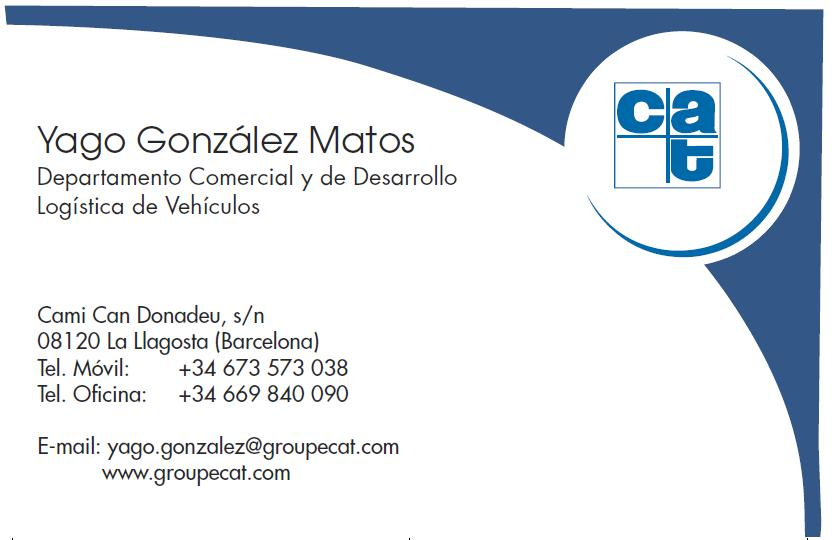 cat
Yago González Matos
Departamento Comercial y de Desarrollo
Logística de Vehículos
Cami Can Donadeu, s/n
08120 La Llagosta (Barcelona)
Tel. Móvil: +34 673 573 038
Tel. Oficina: +34 669 840 090
E-mail: yago.gonzalez@groupecat.com
www.groupecat.com